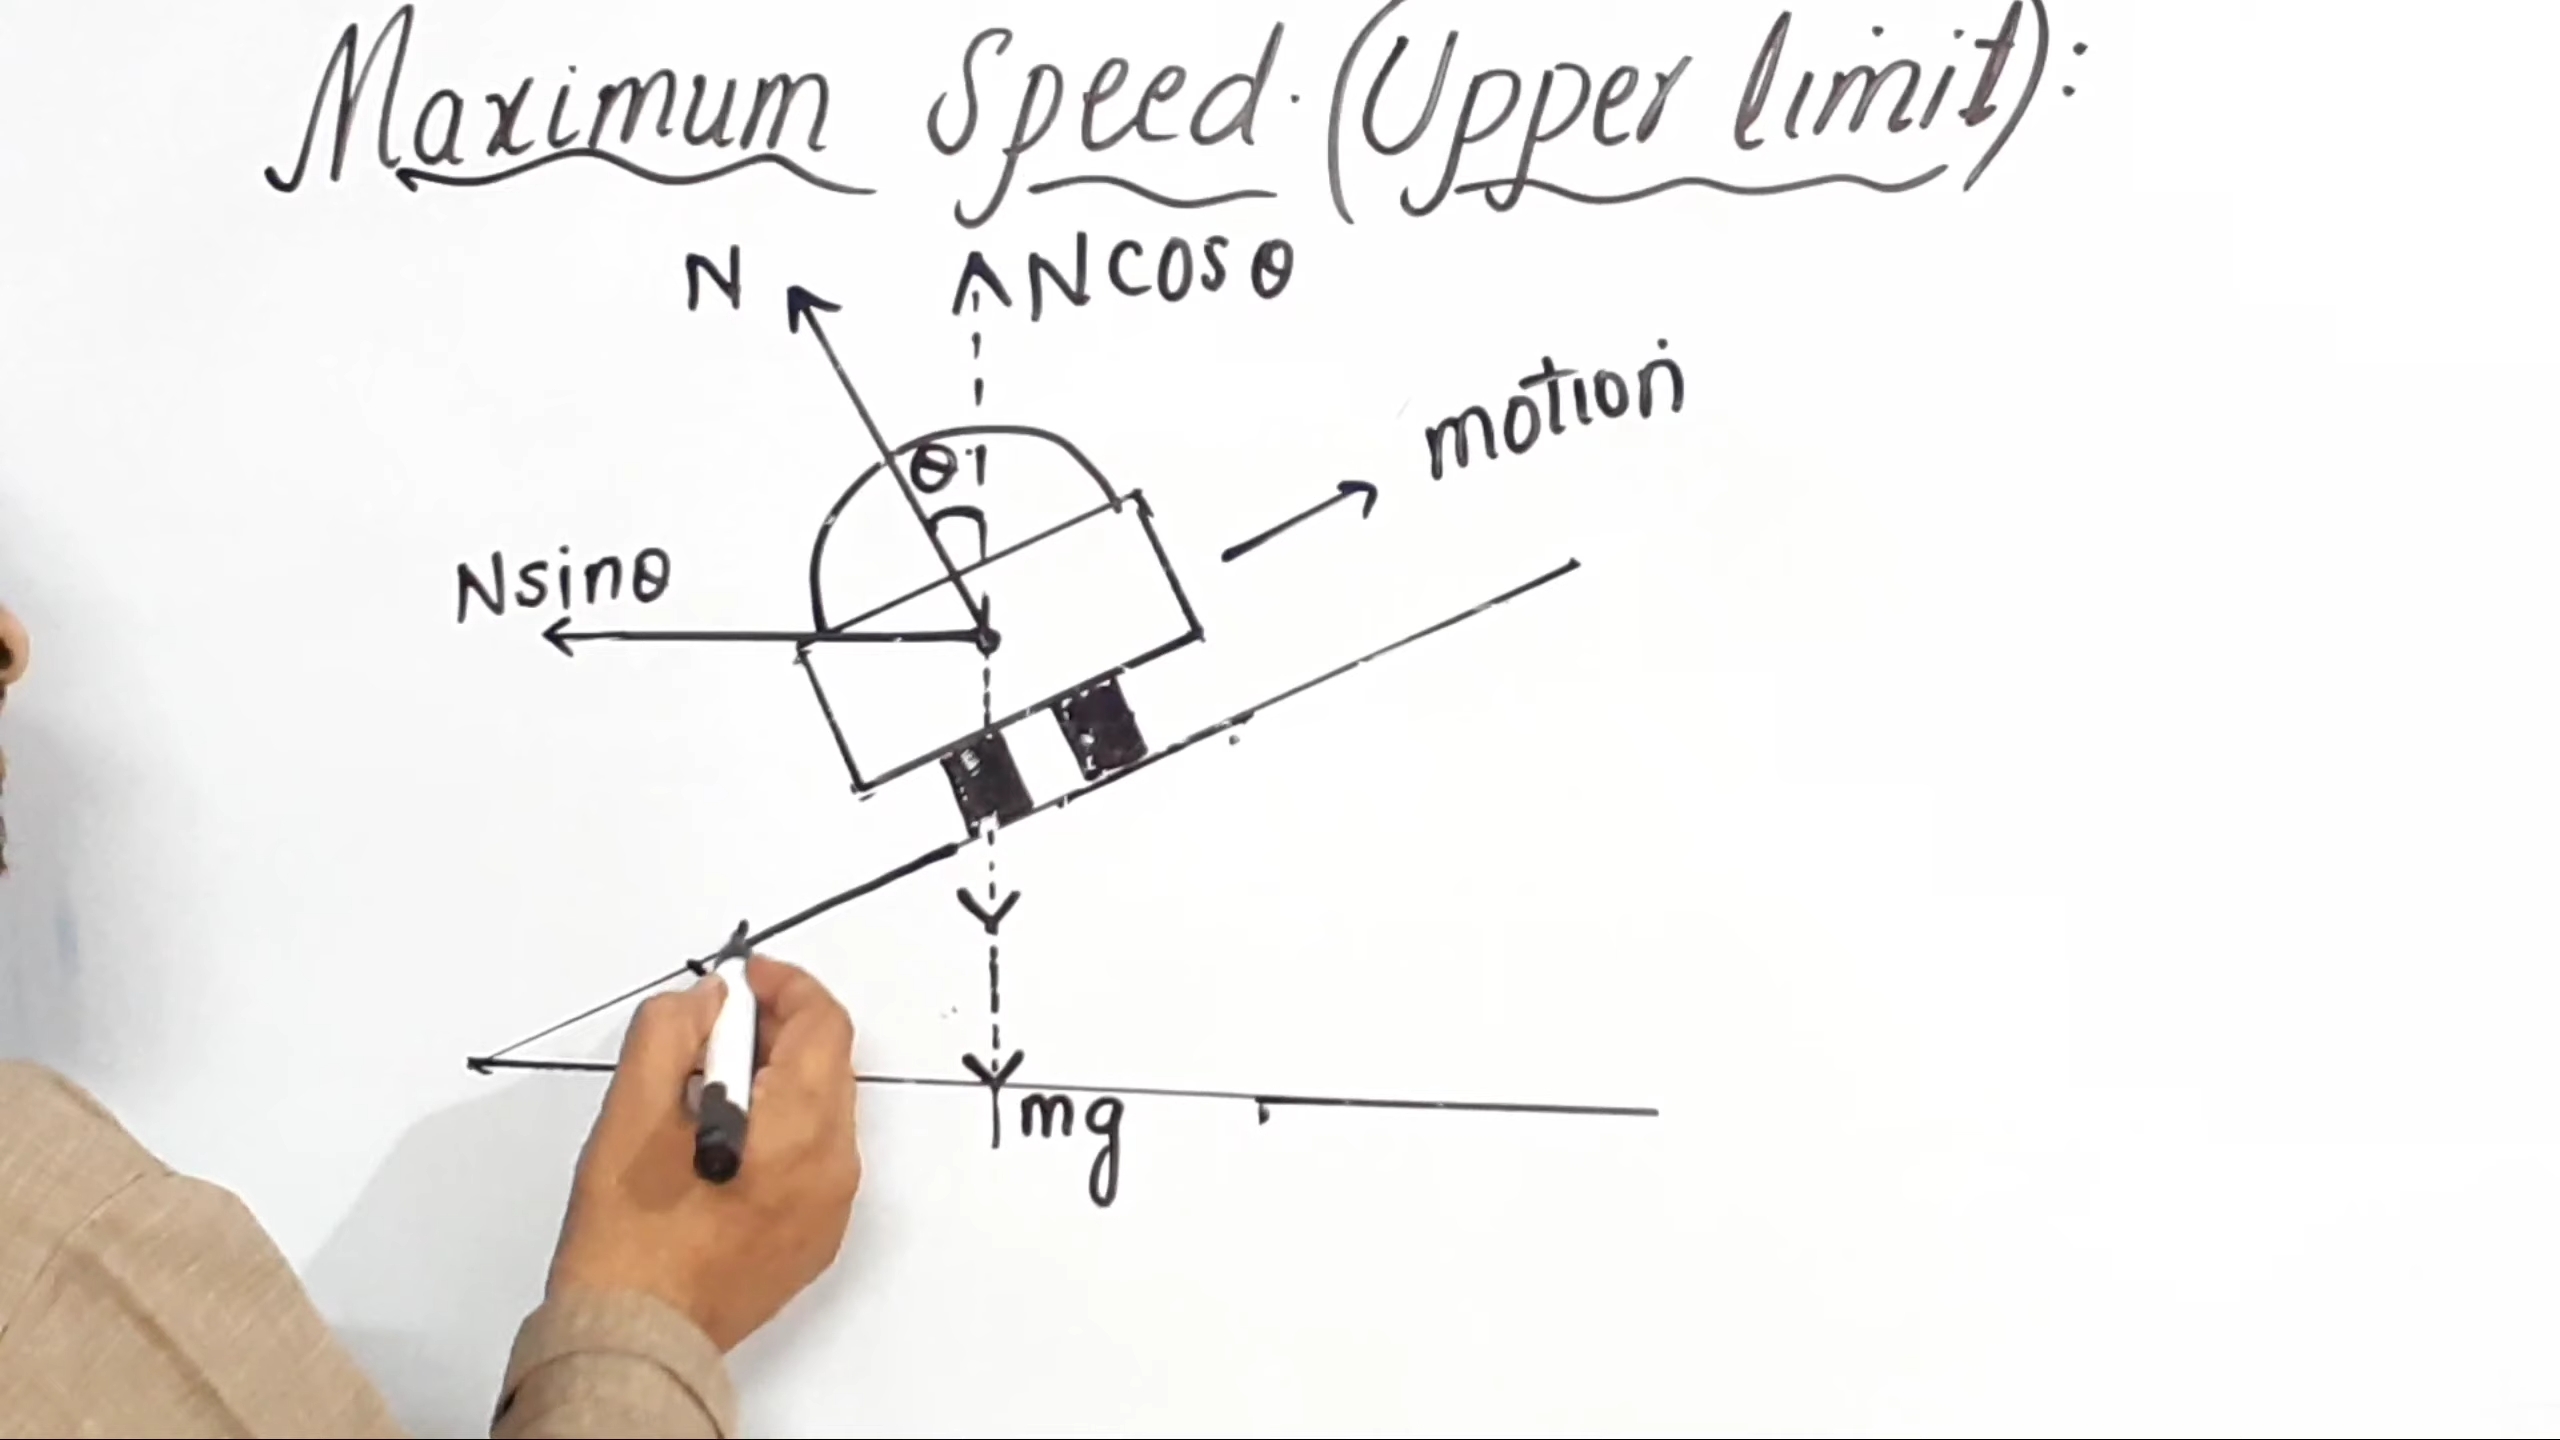 Maximum Speed. (Upper limit):
N
NCOSθ
motion
θ
Nsinθ
mg